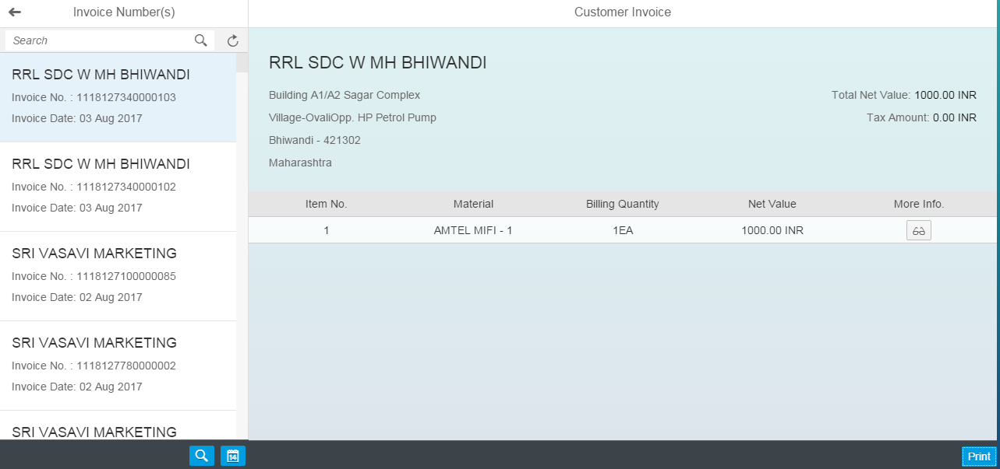 Invoice Number(s)
Search
RRL SDC W MH BHIWANDI
Invoice No. : 1118127340000103
Invoice Date: 03 Aug 2017
RRL SDC W MH BHIWANDI
Invoice No. : 1118127340000102
Invoice Date: 03 Aug 2017
SRI VASAVI MARKETING
Invoice No. : 1118127100000085
Invoice Date: 02 Aug 2017
SRI VASAVI MARKETING
Invoice No. : 1118127780000002
Invoice Date: 02 Aug 2017
SRI VASAVI MARKETING
14
Customer Invoice
RRL SDC W MH BHIWANDI
Building A1/A2 Sagar Complex
Village-OvaliOpp. HP Petrol Pump
Bhiwandi - 421302
Maharashtra
Total Net Value: 1000.00 INR
Tax Amount: 0.00 INR
Item No. Material Billing Quantity Net Value More Info.
1 AMTEL MIFI - 1 1EA 1000.00 INR
Print